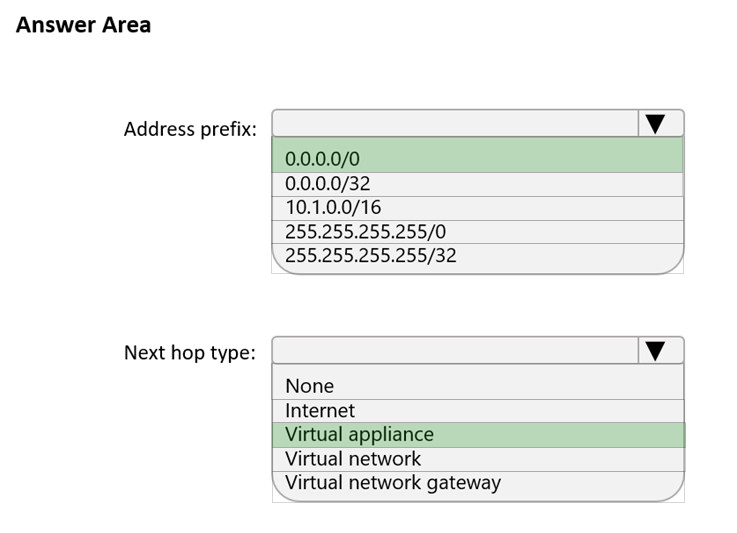 Answer Area
Address prefix:
0.0.0.0/0
0.0.0.0/32
10.1.0.0/16
255.255.255.255/0
255.255.255.255/32
Next hop type:
None
Internet
Virtual appliance
Virtual network
Virtual network gateway